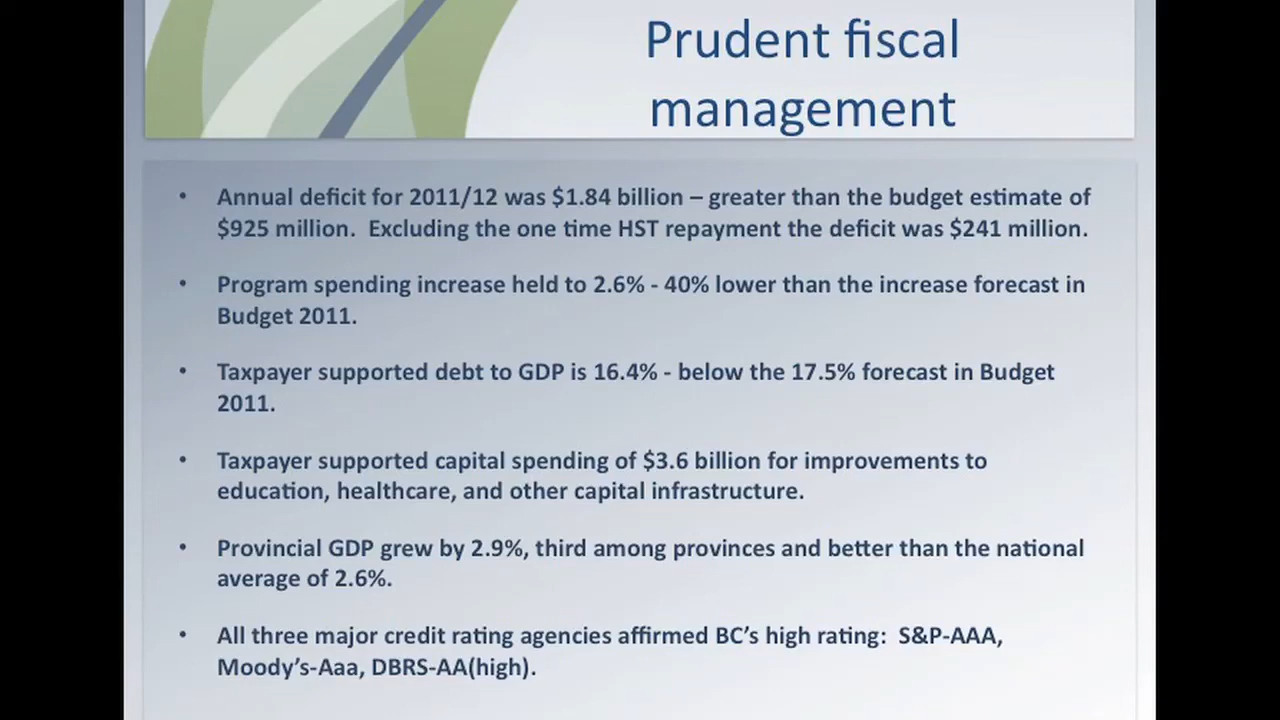 Prudent fiscal
management
• Annual deficit for 2011/12 was $1.84 billion – greater than the budget estimate of
$925 million.  Excluding the one time HST repayment the deficit was $241 million.
• Program spending increase held to 2.6% - 40% lower than the increase forecast in
Budget 2011.
• Taxpayer supported debt to GDP is 16.4% - below the 17.5% forecast in Budget
2011.
• Taxpayer supported capital spending of $3.6 billion for improvements to
education, healthcare, and other capital infrastructure.
• Provincial GDP grew by 2.9%, third among provinces and better than the national
average of 2.6%.
• All three major credit rating agencies affirmed BC’s high rating:  S&P-AAA,
Moody’s-Aaa, DBRS-AA(high).